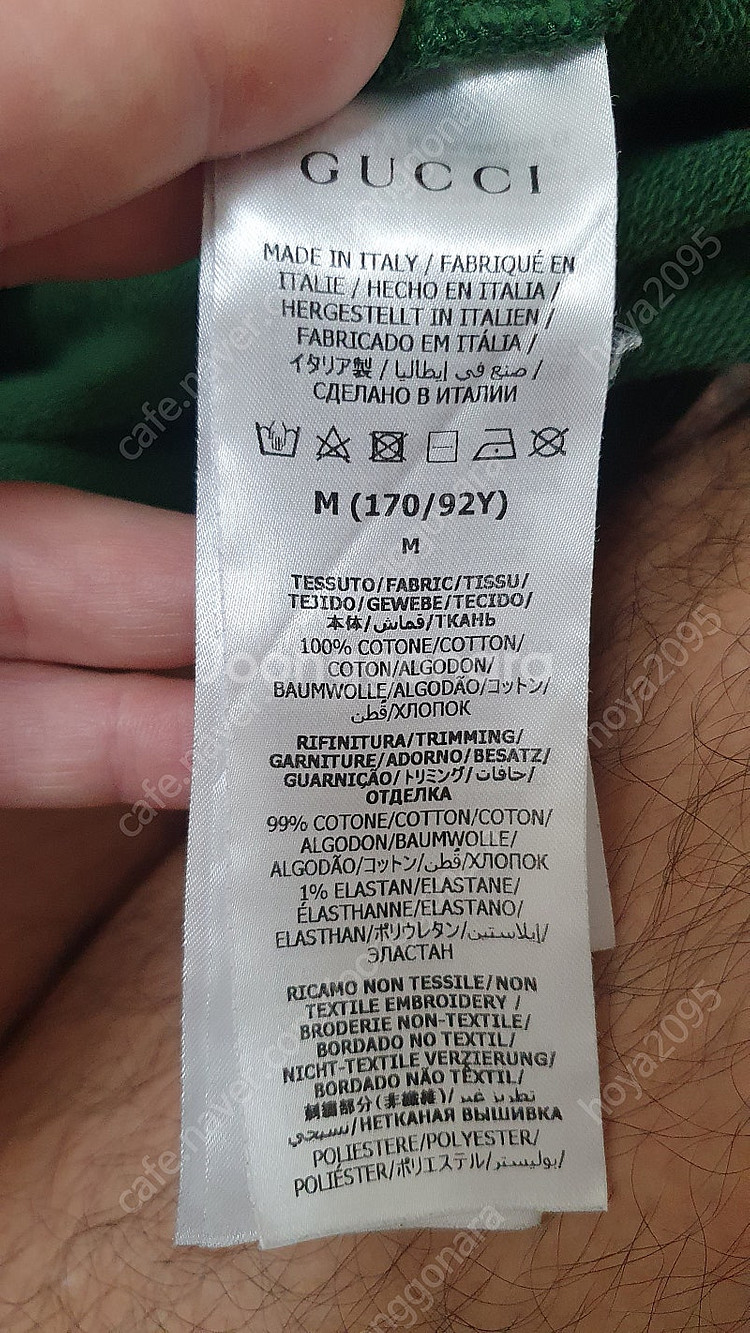 GUCCI
MADE IN ITALY / FABRIQUÉ EN
ITALIE / HECHO EN ITALIA /
HERGESTELLT IN ITALIEN /
FABRICADO EM ITÁLIA /
イタリア製 / صنع في إيطاليا /
СДЕЛАНО В ИТАЛИИ
M (170/92Y)
M
TESSUTO/FABRIC/TISSU/
TEJIDO/GEWEBE/TECIDO/
本体/قماش/ТКАНЬ
100% COTONE/COTTON/
COTON/ALGODON/
BAUMWOLLE/ALGODÃO/コットン/
قطن/ХЛОПОК
RIFINITURA/TRIMMING/
GARNITURE/ADORNO/BESATZ/
GUARNIÇÃO/トリミング/حافات/
ОТДЕЛКА
99% COTONE/COTTON/COTON/
ALGODON/BAUMWOLLE/
ALGODÃO/コットン/قطن/ХЛОПОК
1% ELASTAN/ELASTANE/
ÉLASTHANNE/ELASTANO/
ELASTHAN/ポリウレタン/إيلاستين/
ЭЛАСТАН
RICAMO NON TESSILE/NON
TEXTILE EMBROIDERY /
BRODERIE NON-TEXTILE/
BORDADO NO TEXTIL/
NICHT-TEXTILE VERZIERUNG/
BORDADO NÃO TÊXTIL/
刺繍部分(非繊維)/تطريز غير
نسيجي/НЕТКАНАЯ ВЫШИВКА
POLIESTERE/POLYESTER/
POLIÉSTER/ポリエステル/بوليستر/
hoya2095
hoya2095
hoya2095